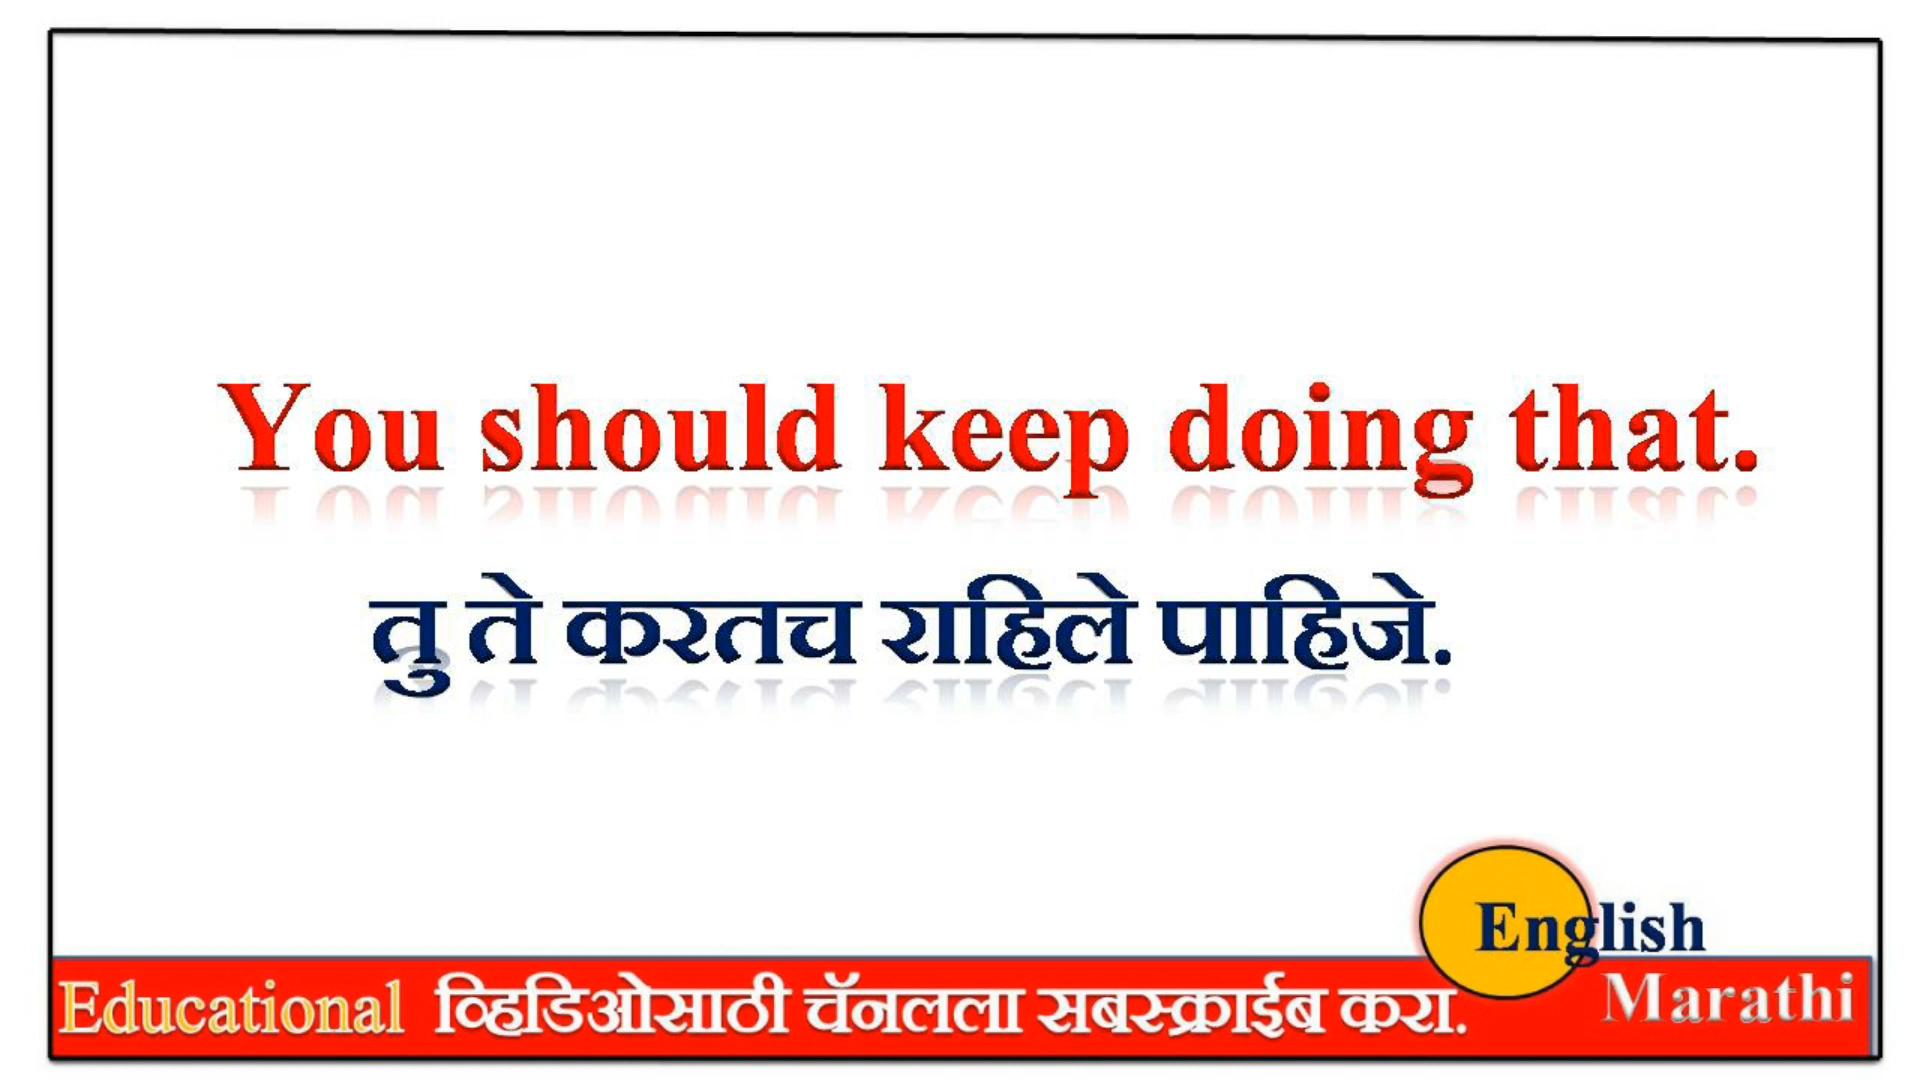 You should keep doing that.
तु ते करतच राहिले पाहिजे.
English
Educational व्हिडिओसाठी चॅनलला सबस्क्राईब करा.
Marathi